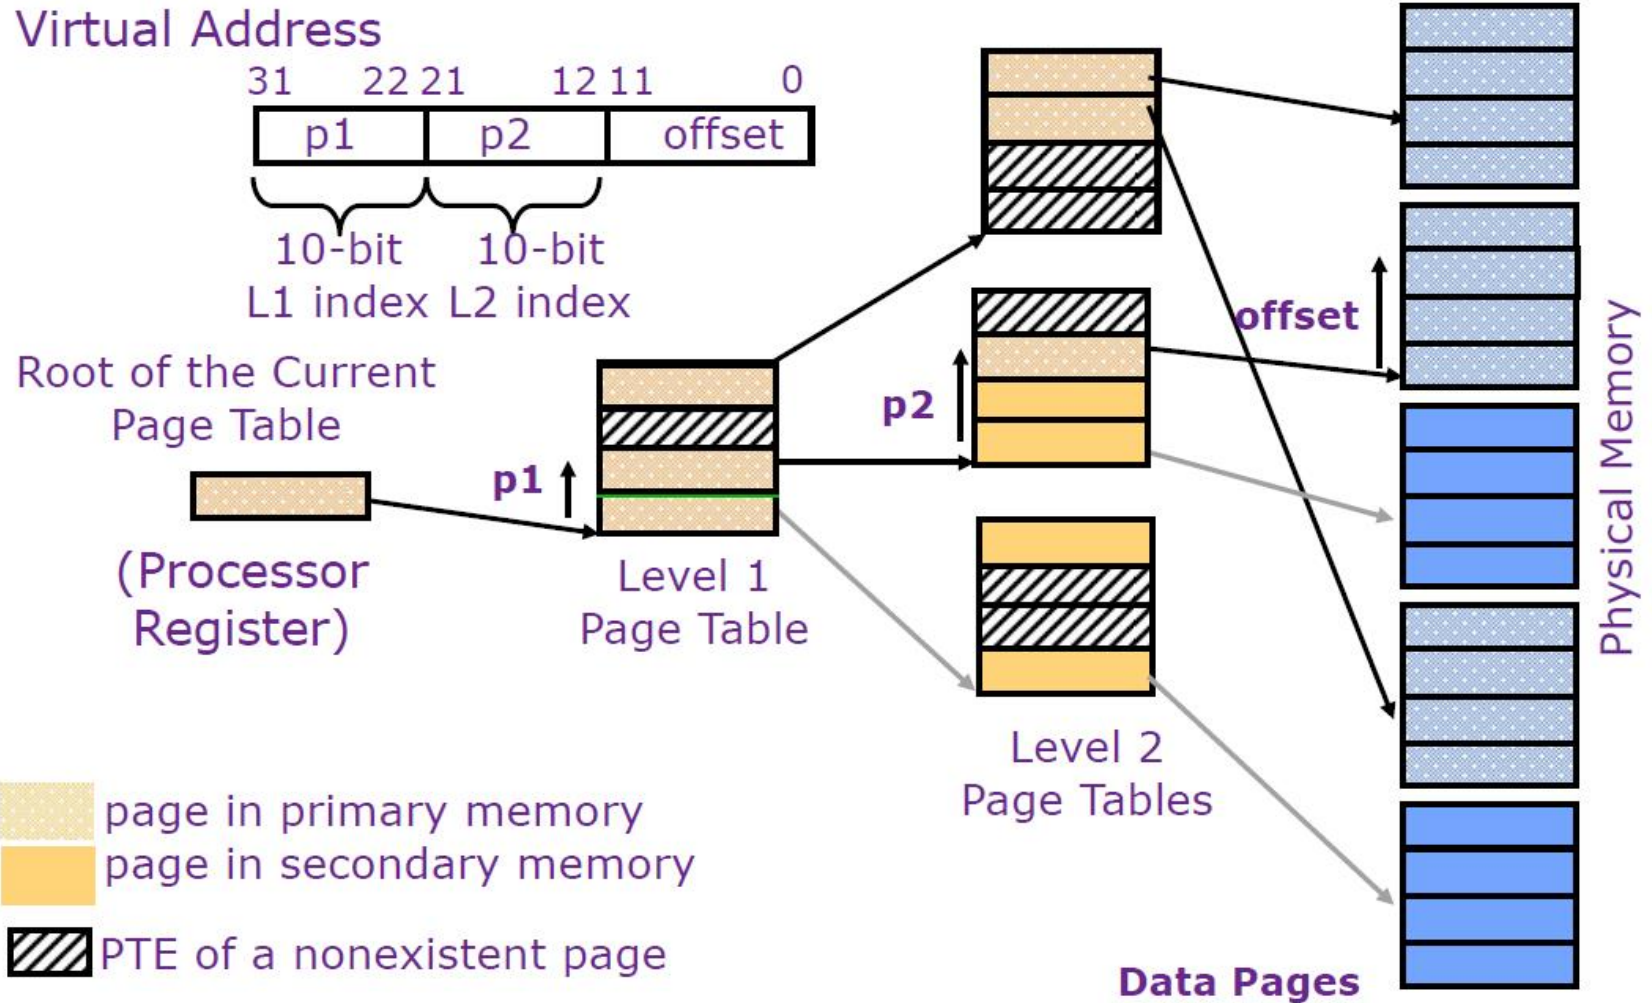 Virtual Address
31 22 21 12 11 0
p1 p2 offset
10-bit 10-bit
L1 index L2 index
Root of the Current
Page Table
(Processor
Register)
p1
Level 1
Page Table
p2
offset
Level 2
Page Tables
Physical Memory
page in primary memory
page in secondary memory
PTE of a nonexistent page
Data Pages